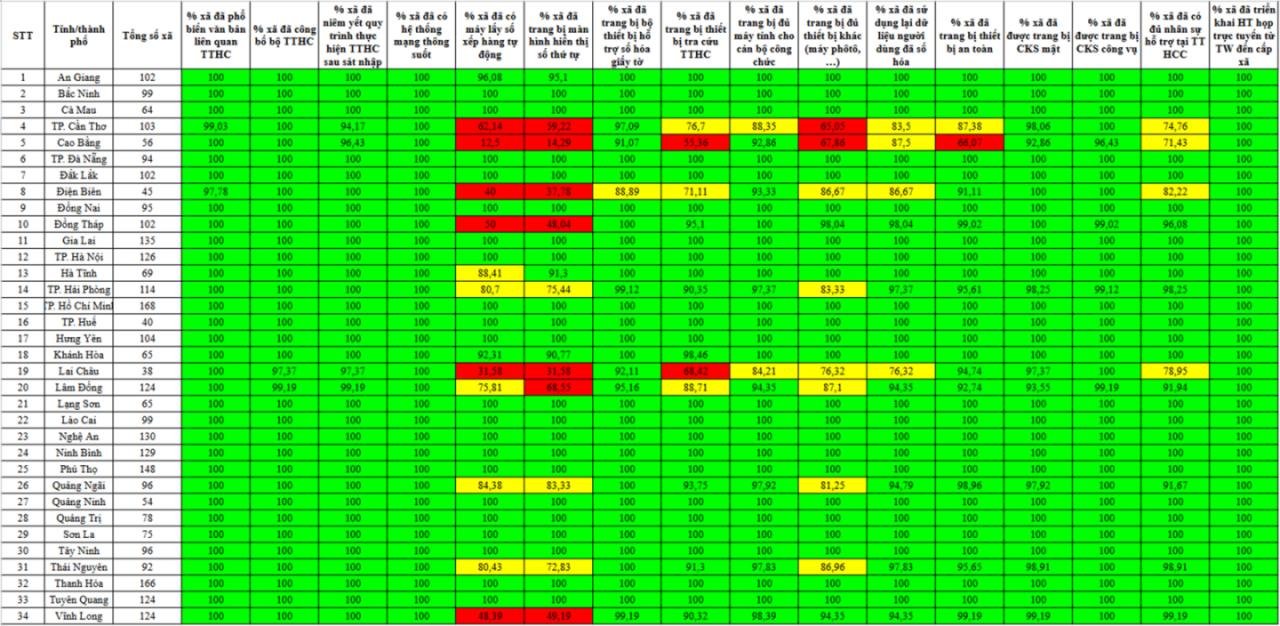 STT Tỉnh/thành phố Tổng số xã % xã đã phổ biến văn bản liên quan TTHC % xã đã công bố bộ TTHC % xã đã niêm yết quy trình thực hiện TTHC sau sát nhập % xã đã có hệ thống mạng thông suốt % xã đã có máy lấy số xếp hàng tự động % xã đã trang bị màn hình hiển thị số thứ tự % xã đã trang bị bộ thiết bị hỗ trợ số hóa giấy tờ % xã đã trang bị thiết bị tra cứu TTHC % xã đã trang bị đủ máy tính cho cán bộ công chức % xã đã trang bị đủ thiết bị khác (máy phôtô, ...) % xã đã sử dụng lại dữ liệu người dùng đã số hóa % xã đã trang bị thiết bị an toàn % xã đã được trang bị CKS mật % xã đã được trang bị CKS công vụ % xã đã có đủ nhân sự hỗ trợ tại TT HCC % xã đã triển khai HT họp trực tuyến từ TW đến cấp xã
1 An Giang 102 100 100 100 100 96,08 95,1 100 100 100 100 100 100 100 100 100 100
2 Bắc Ninh 99 100 100 100 100 100 100 100 100 100 100 100 100 100 100 100 100
3 Cà Mau 64 100 100 100 100 100 100 100 100 100 100 100 100 100 100 100 100
4 TP. Cần Thơ 103 99,03 100 94,17 100 62,14 59,22 97,09 76,7 88,35 65,05 83,5 87,38 98,06 100 74,76 100
5 Cao Bằng 56 100 100 96,43 100 12,5 14,29 91,07 55,36 92,86 67,86 87,5 66,07 92,86 96,43 71,43 100
6 TP. Đà Nẵng 94 100 100 100 100 100 100 100 100 100 100 100 100 100 100 100 100
7 Đắk Lắk 102 100 100 100 100 100 100 100 100 100 100 100 100 100 100 100 100
8 Điện Biên 45 97,78 100 100 100 40 37,78 88,89 71,11 93,33 86,67 86,67 91,11 100 100 82,22 100
9 Đồng Nai 95 100 100 100 100 100 100 100 100 100 100 100 100 100 100 100 100
10 Đồng Tháp 102 100 100 100 100 50 48,04 100 95,1 100 98,04 98,04 99,02 100 99,02 96,08 100
11 Gia Lai 135 100 100 100 100 100 100 100 100 100 100 100 100 100 100 100 100
12 TP. Hà Nội 126 100 100 100 100 100 100 100 100 100 100 100 100 100 100 100 100
13 Hà Tĩnh 69 100 100 100 100 88,41 91,3 100 100 100 100 100 100 100 100 100 100
14 TP. Hải Phòng 114 100 100 100 100 80,7 75,44 99,12 90,35 97,37 83,33 97,37 95,61 98,25 99,12 98,25 100
15 TP. Hồ Chí Minh 168 100 100 100 100 100 100 100 100 100 100 100 100 100 100 100 100
16 TP. Huế 40 100 100 100 100 100 100 100 100 100 100 100 100 100 100 100 100
17 Hưng Yên 104 100 100 100 100 100 100 100 100 100 100 100 100 100 100 100 100
18 Khánh Hòa 65 100 100 100 100 92,31 90,77 100 98,46 100 100 100 100 100 100 100 100
19 Lai Châu 38 100 97,37 97,37 100 31,58 31,58 92,11 68,42 84,21 76,32 76,32 94,74 97,37 100 78,95 100
20 Lâm Đồng 124 100 99,19 99,19 100 75,81 68,55 95,16 88,71 94,35 87,1 94,35 92,74 93,55 99,19 91,94 100
21 Lạng Sơn 65 100 100 100 100 100 100 100 100 100 100 100 100 100 100 100 100
22 Lào Cai 99 100 100 100 100 100 100 100 100 100 100 100 100 100 100 100 100
23 Nghệ An 130 100 100 100 100 100 100 100 100 100 100 100 100 100 100 100 100
24 Ninh Bình 129 100 100 100 100 100 100 100 100 100 100 100 100 100 100 100 100
25 Phú Thọ 148 100 100 100 100 100 100 100 100 100 100 100 100 100 100 100 100
26 Quảng Ngãi 96 100 100 100 100 84,38 83,33 100 93,75 97,92 81,25 94,79 98,96 97,92 100 91,67 100
27 Quảng Ninh 54 100 100 100 100 100 100 100 100 100 100 100 100 100 100 100 100
28 Quảng Trị 78 100 100 100 100 100 100 100 100 100 100 100 100 100 100 100 100
29 Sơn La 75 100 100 100 100 100 100 100 100 100 100 100 100 100 100 100 100
30 Tây Ninh 96 100 100 100 100 100 100 100 100 100 100 100 100 100 100 100 100
31 Thái Nguyên 92 100 100 100 100 80,43 72,83 100 91,3 97,83 86,96 97,83 95,65 98,91 100 98,91 100
32 Thanh Hóa 166 100 100 100 100 100 100 100 100 100 100 100 100 100 100 100 100
33 Tuyên Quang 124 100 100 100 100 100 100 100 100 100 100 100 100 100 100 100 100
34 Vĩnh Long 124 100 100 100 100 48,39 49,19 99,19 90,32 98,39 94,35 94,35 99,19 99,19 100 99,19 100